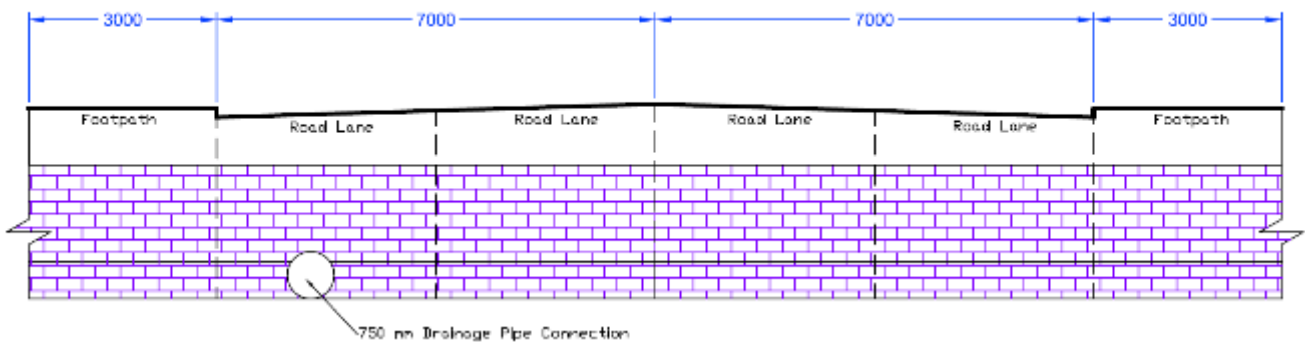 3000 7000 7000 3000
Footpath Road Lane Road Lane Road Lane Road Lane Footpath
750 mm Drainage Pipe Connection